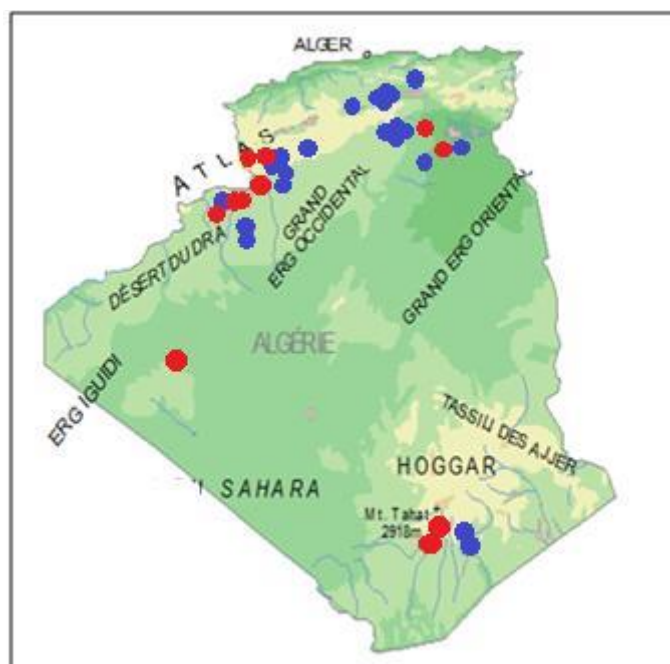 ALGER
ATLAS
GRAND
ERG OCCIDENTAL
DÉSERT DU DRA
GRAND ERG ORIENTAL
ALGÉRIE
ERG IGUIDI
TASSILI DES AJJER
HOGGAR
SAHARA
Mt. Tahat
2918m